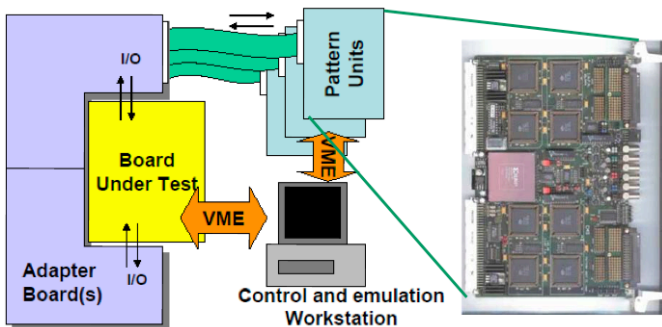 I/O
Pattern
Units
Board
Under Test
VME
VME
I/O
Adapter
Board(s)
Control and emulation
Workstation